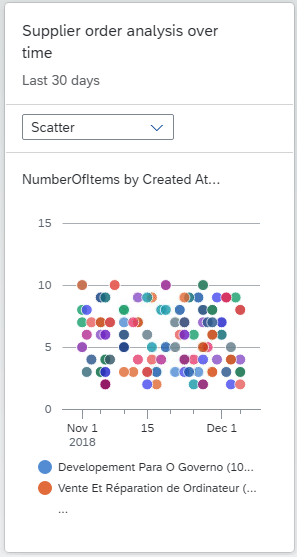 Supplier order analysis over
time
Last 30 days
Scatter
NumberOfItems by Created At...
15
10
5
0
Nov 1
2018
15
Dec 1
Developement Para O Governo (10...
Vente Et Réparation de Ordinateur (...
...